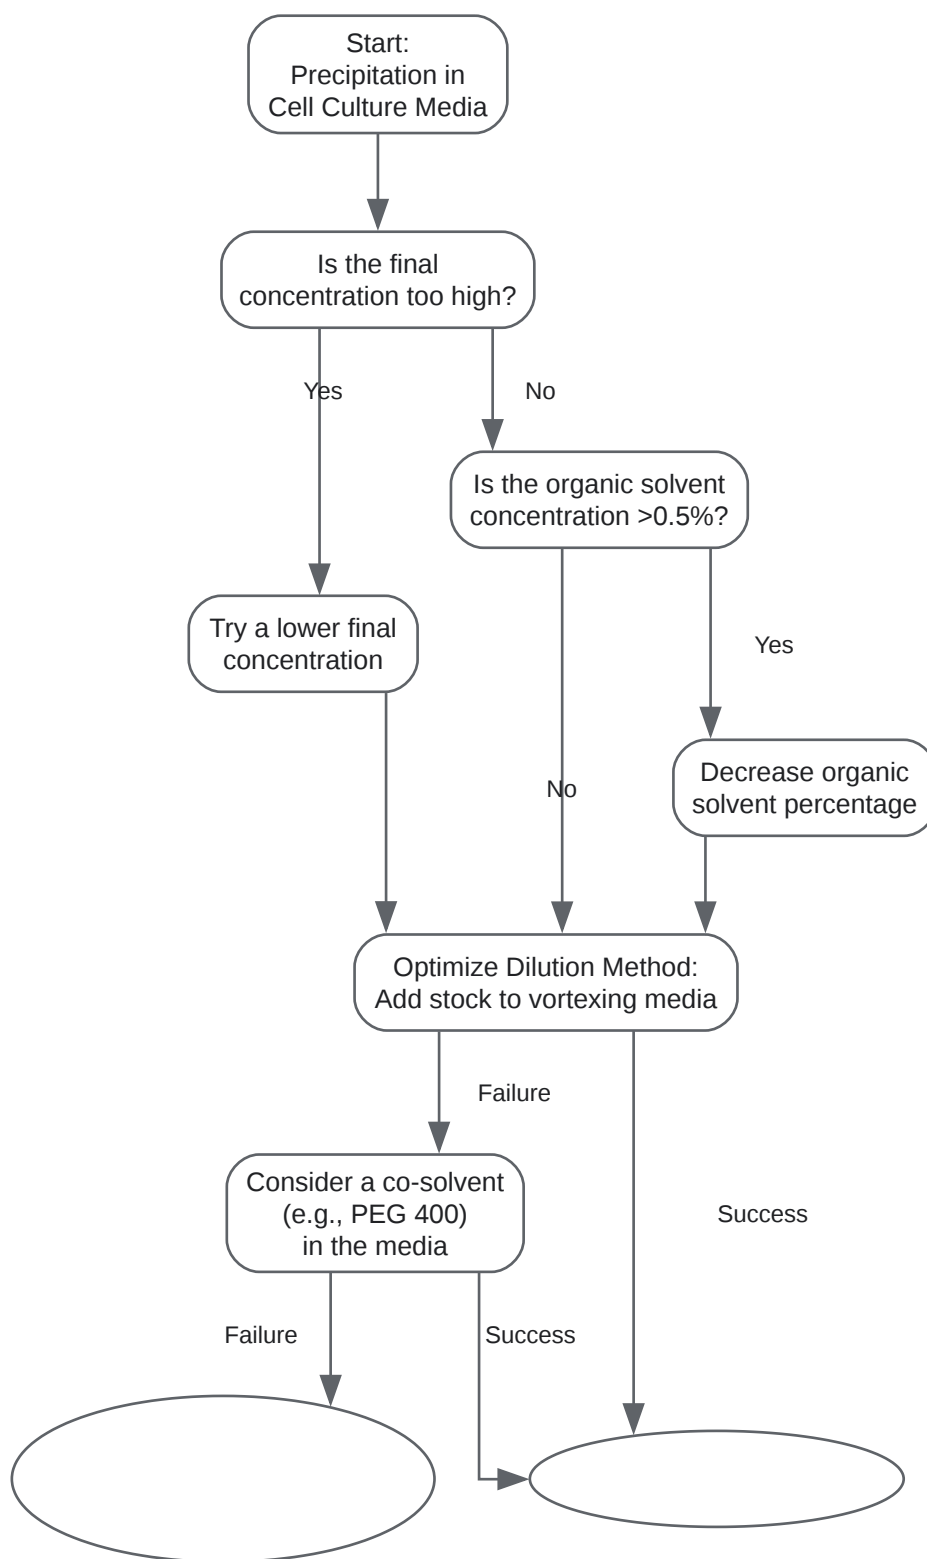 Start:
Precipitation in
Cell Culture Media
Is the final
concentration too high?
Yes
No
Is the organic solvent
concentration >0.5%?
Try a lower final
concentration
Yes
No
Decrease organic
solvent percentage
Optimize Dilution Method:
Add stock to vortexing media
Failure
Consider a co-solvent
(e.g., PEG 400)
in the media
Success
Failure
Success